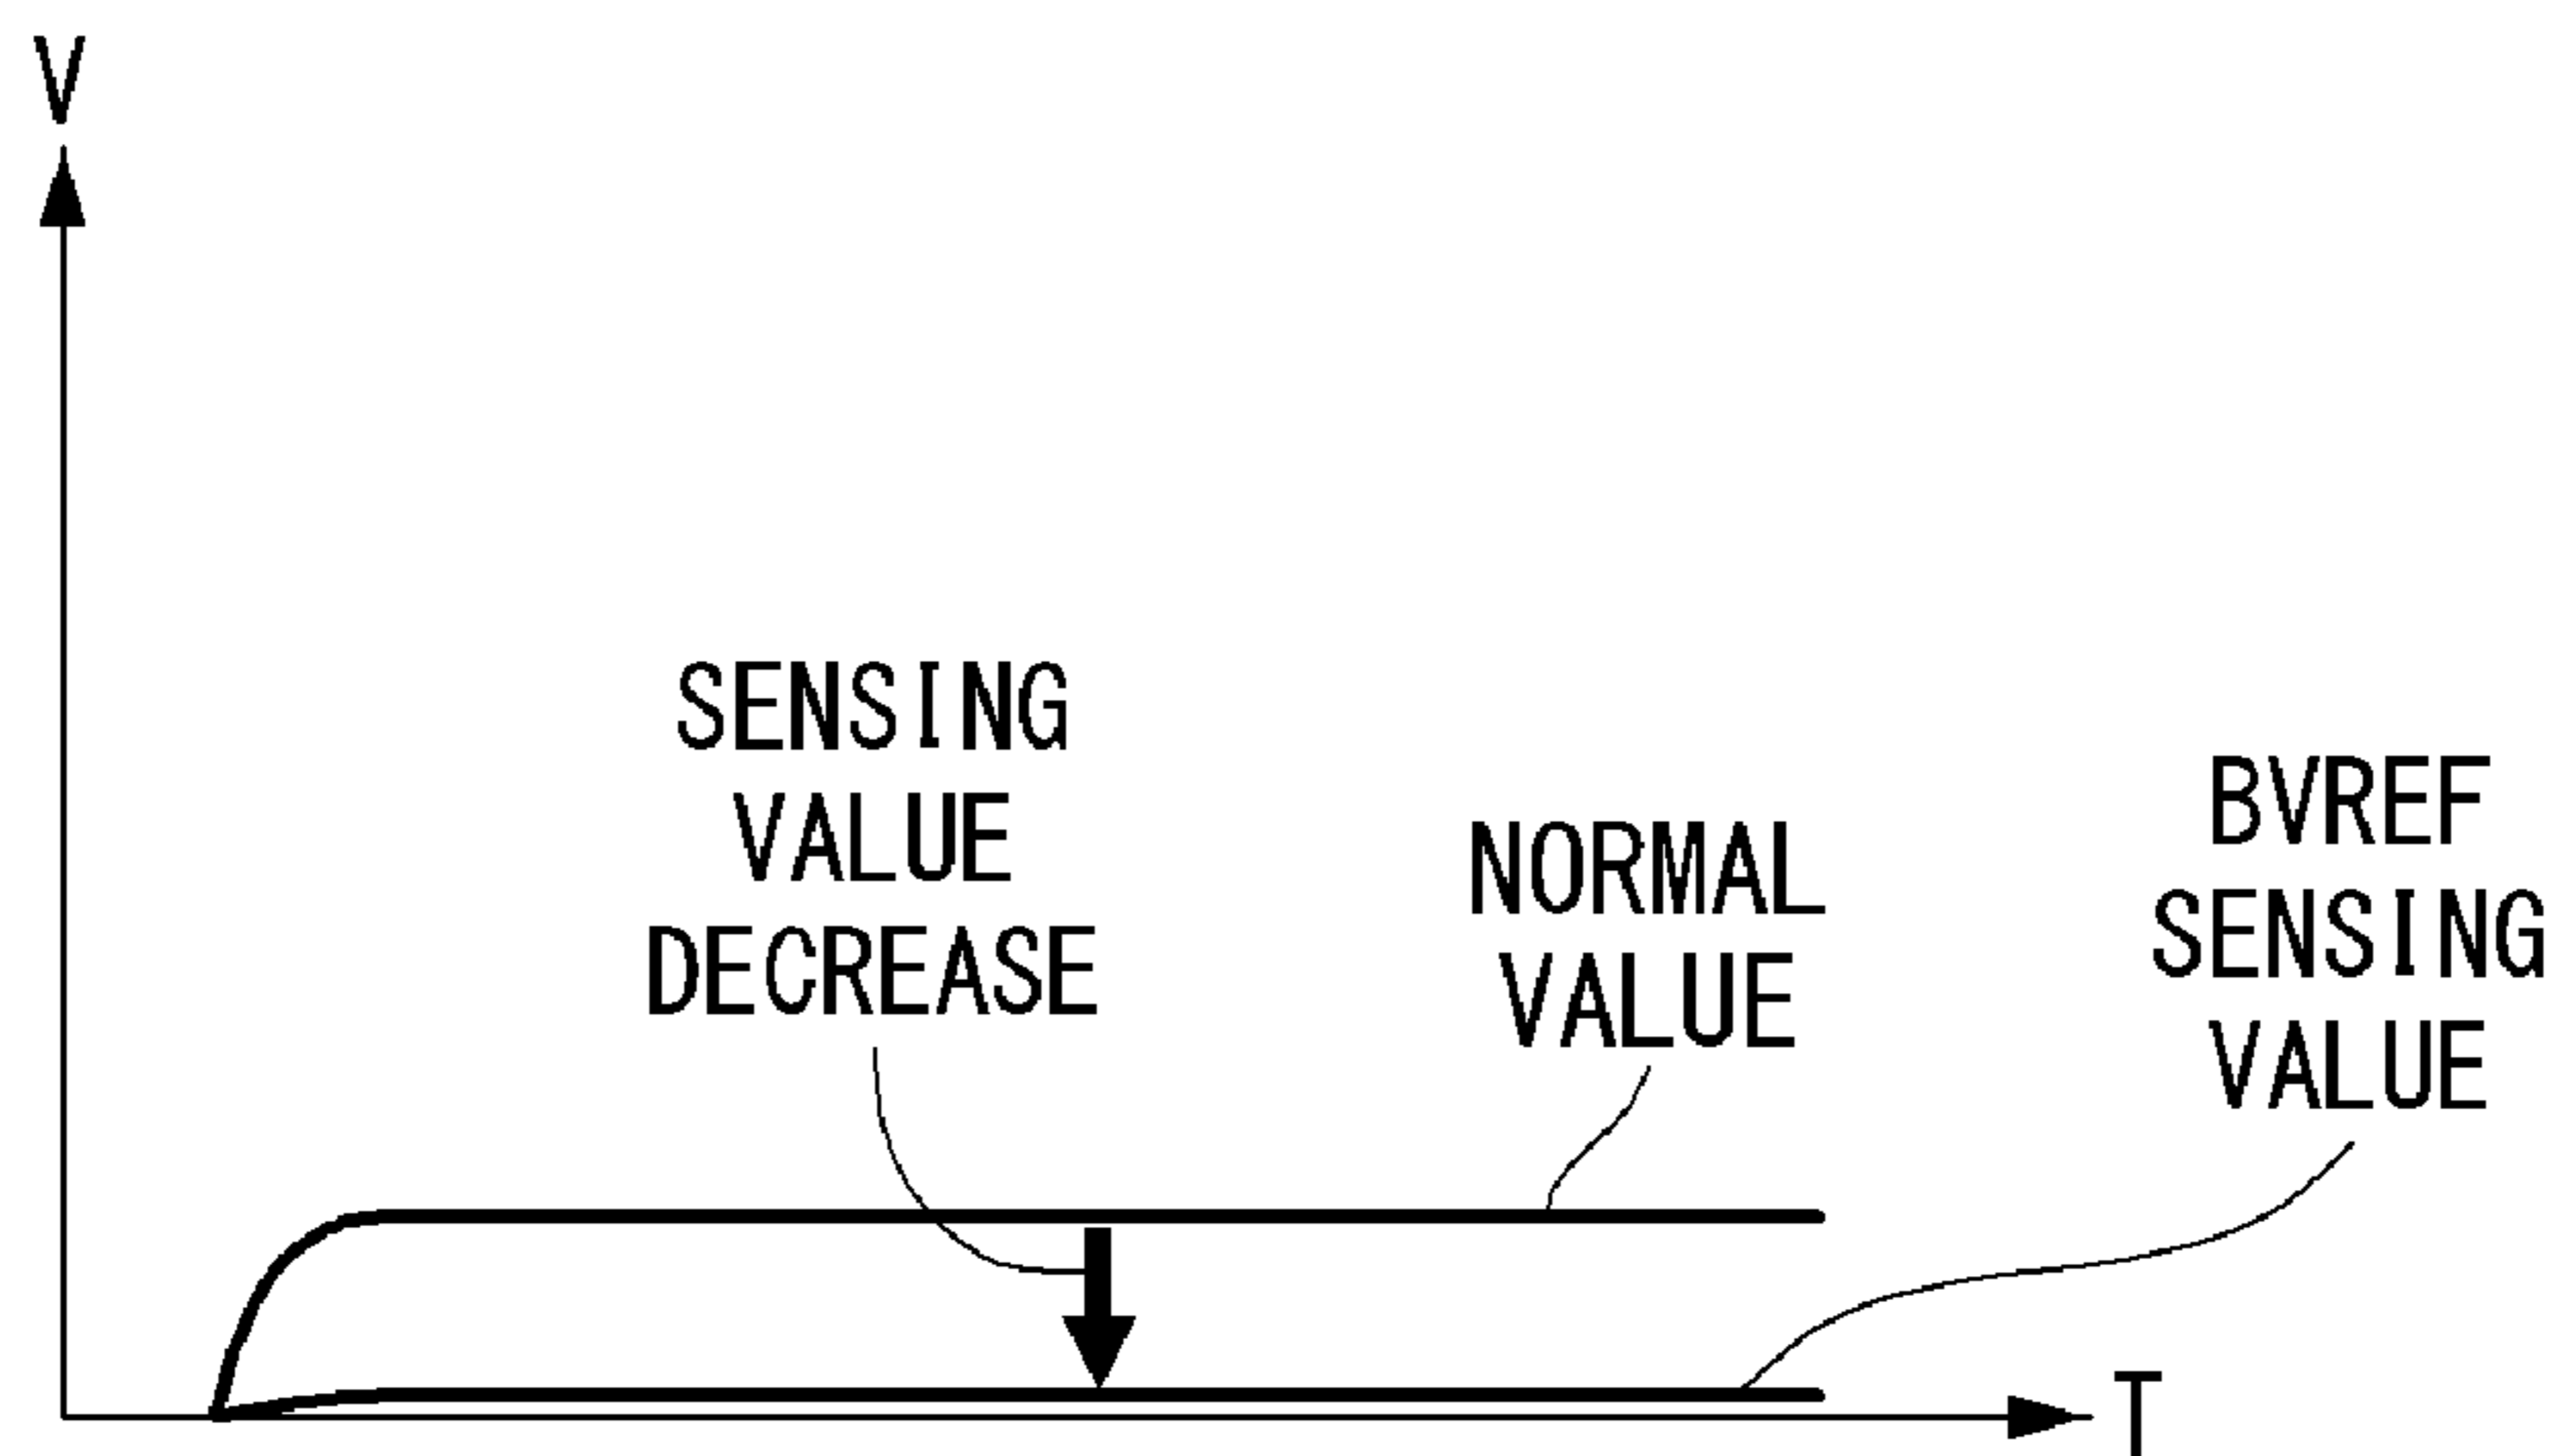 V
SENSING
VALUE
DECREASE
NORMAL
VALUE
BVREF
SENSING
VALUE
T